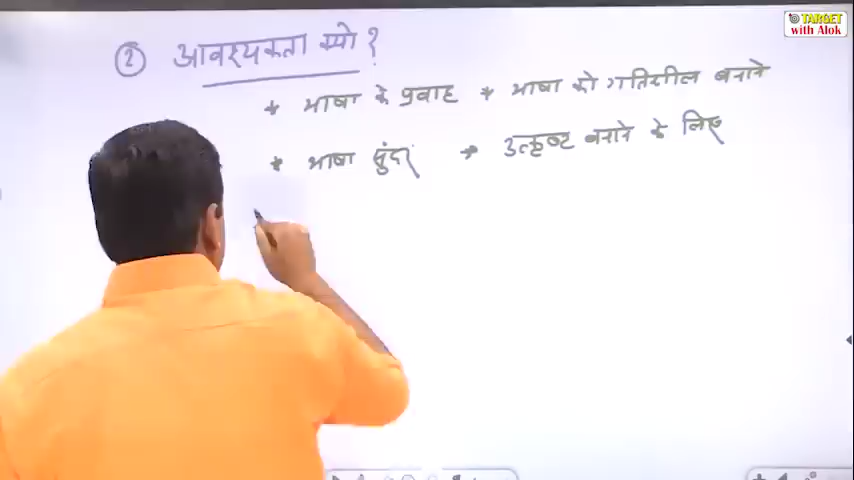 TARGET
with Alok
(2) आवश्यकता क्यो ?
* भाषा के प्रवाह * भाषा को गतिशील बनाने
* भाषा सुंदर * उत्कृष्ट बनाने के लिए